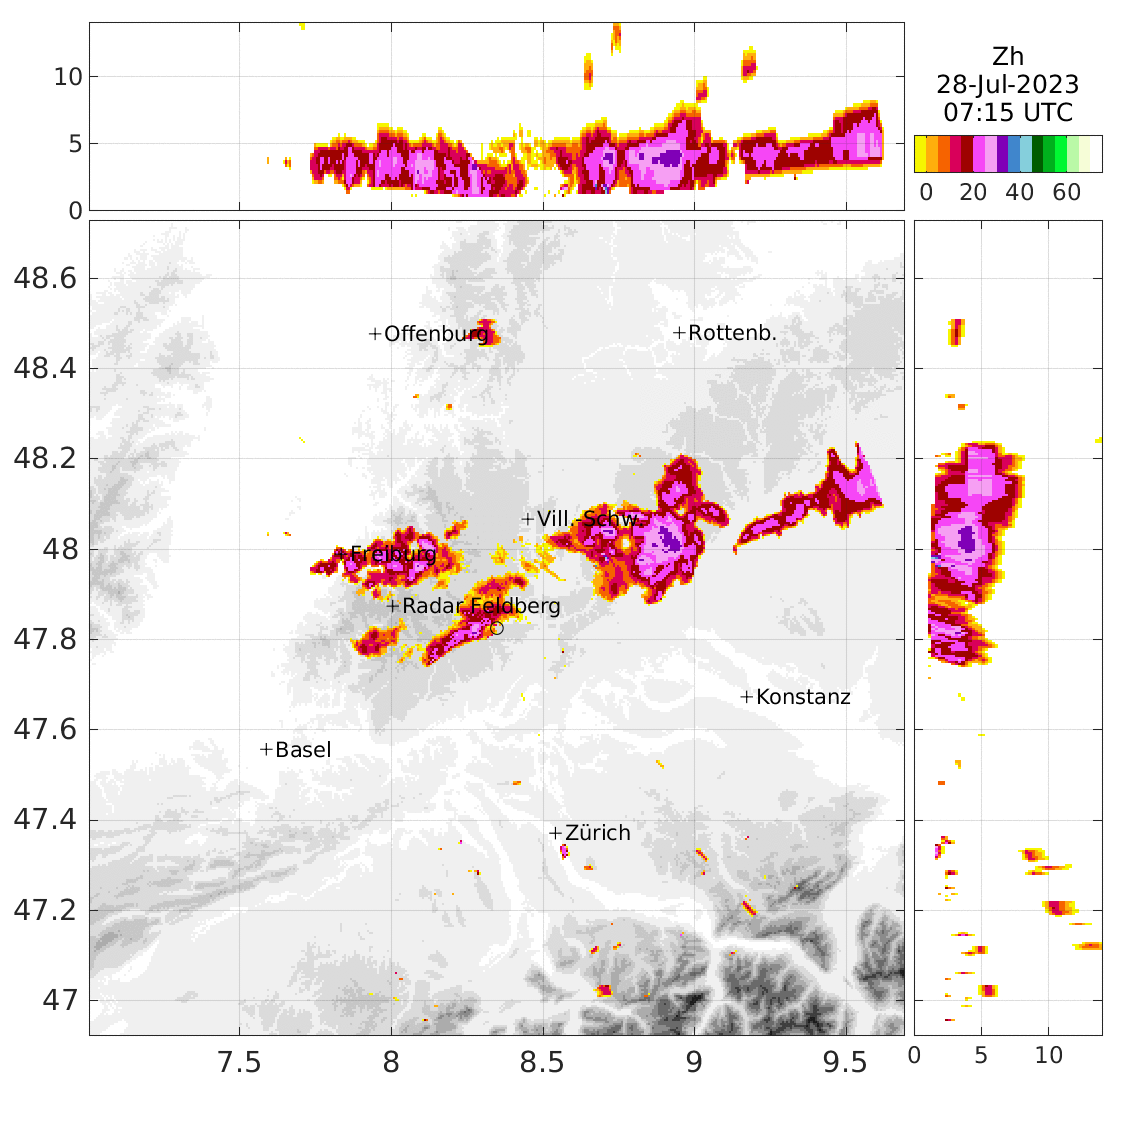 10
5
0
Zh
28-Jul-2023
07:15 UTC
0 20 40 60
48.6
48.4
48.2
48
47.8
47.6
47.4
47.2
47
+Offenburg
+Rottenb.
+Vill.-Schw.
+Freiburg
+Radar Feldberg
+Konstanz
+Basel
+Zürich
7.5 8 8.5 9 9.5
0 5 10